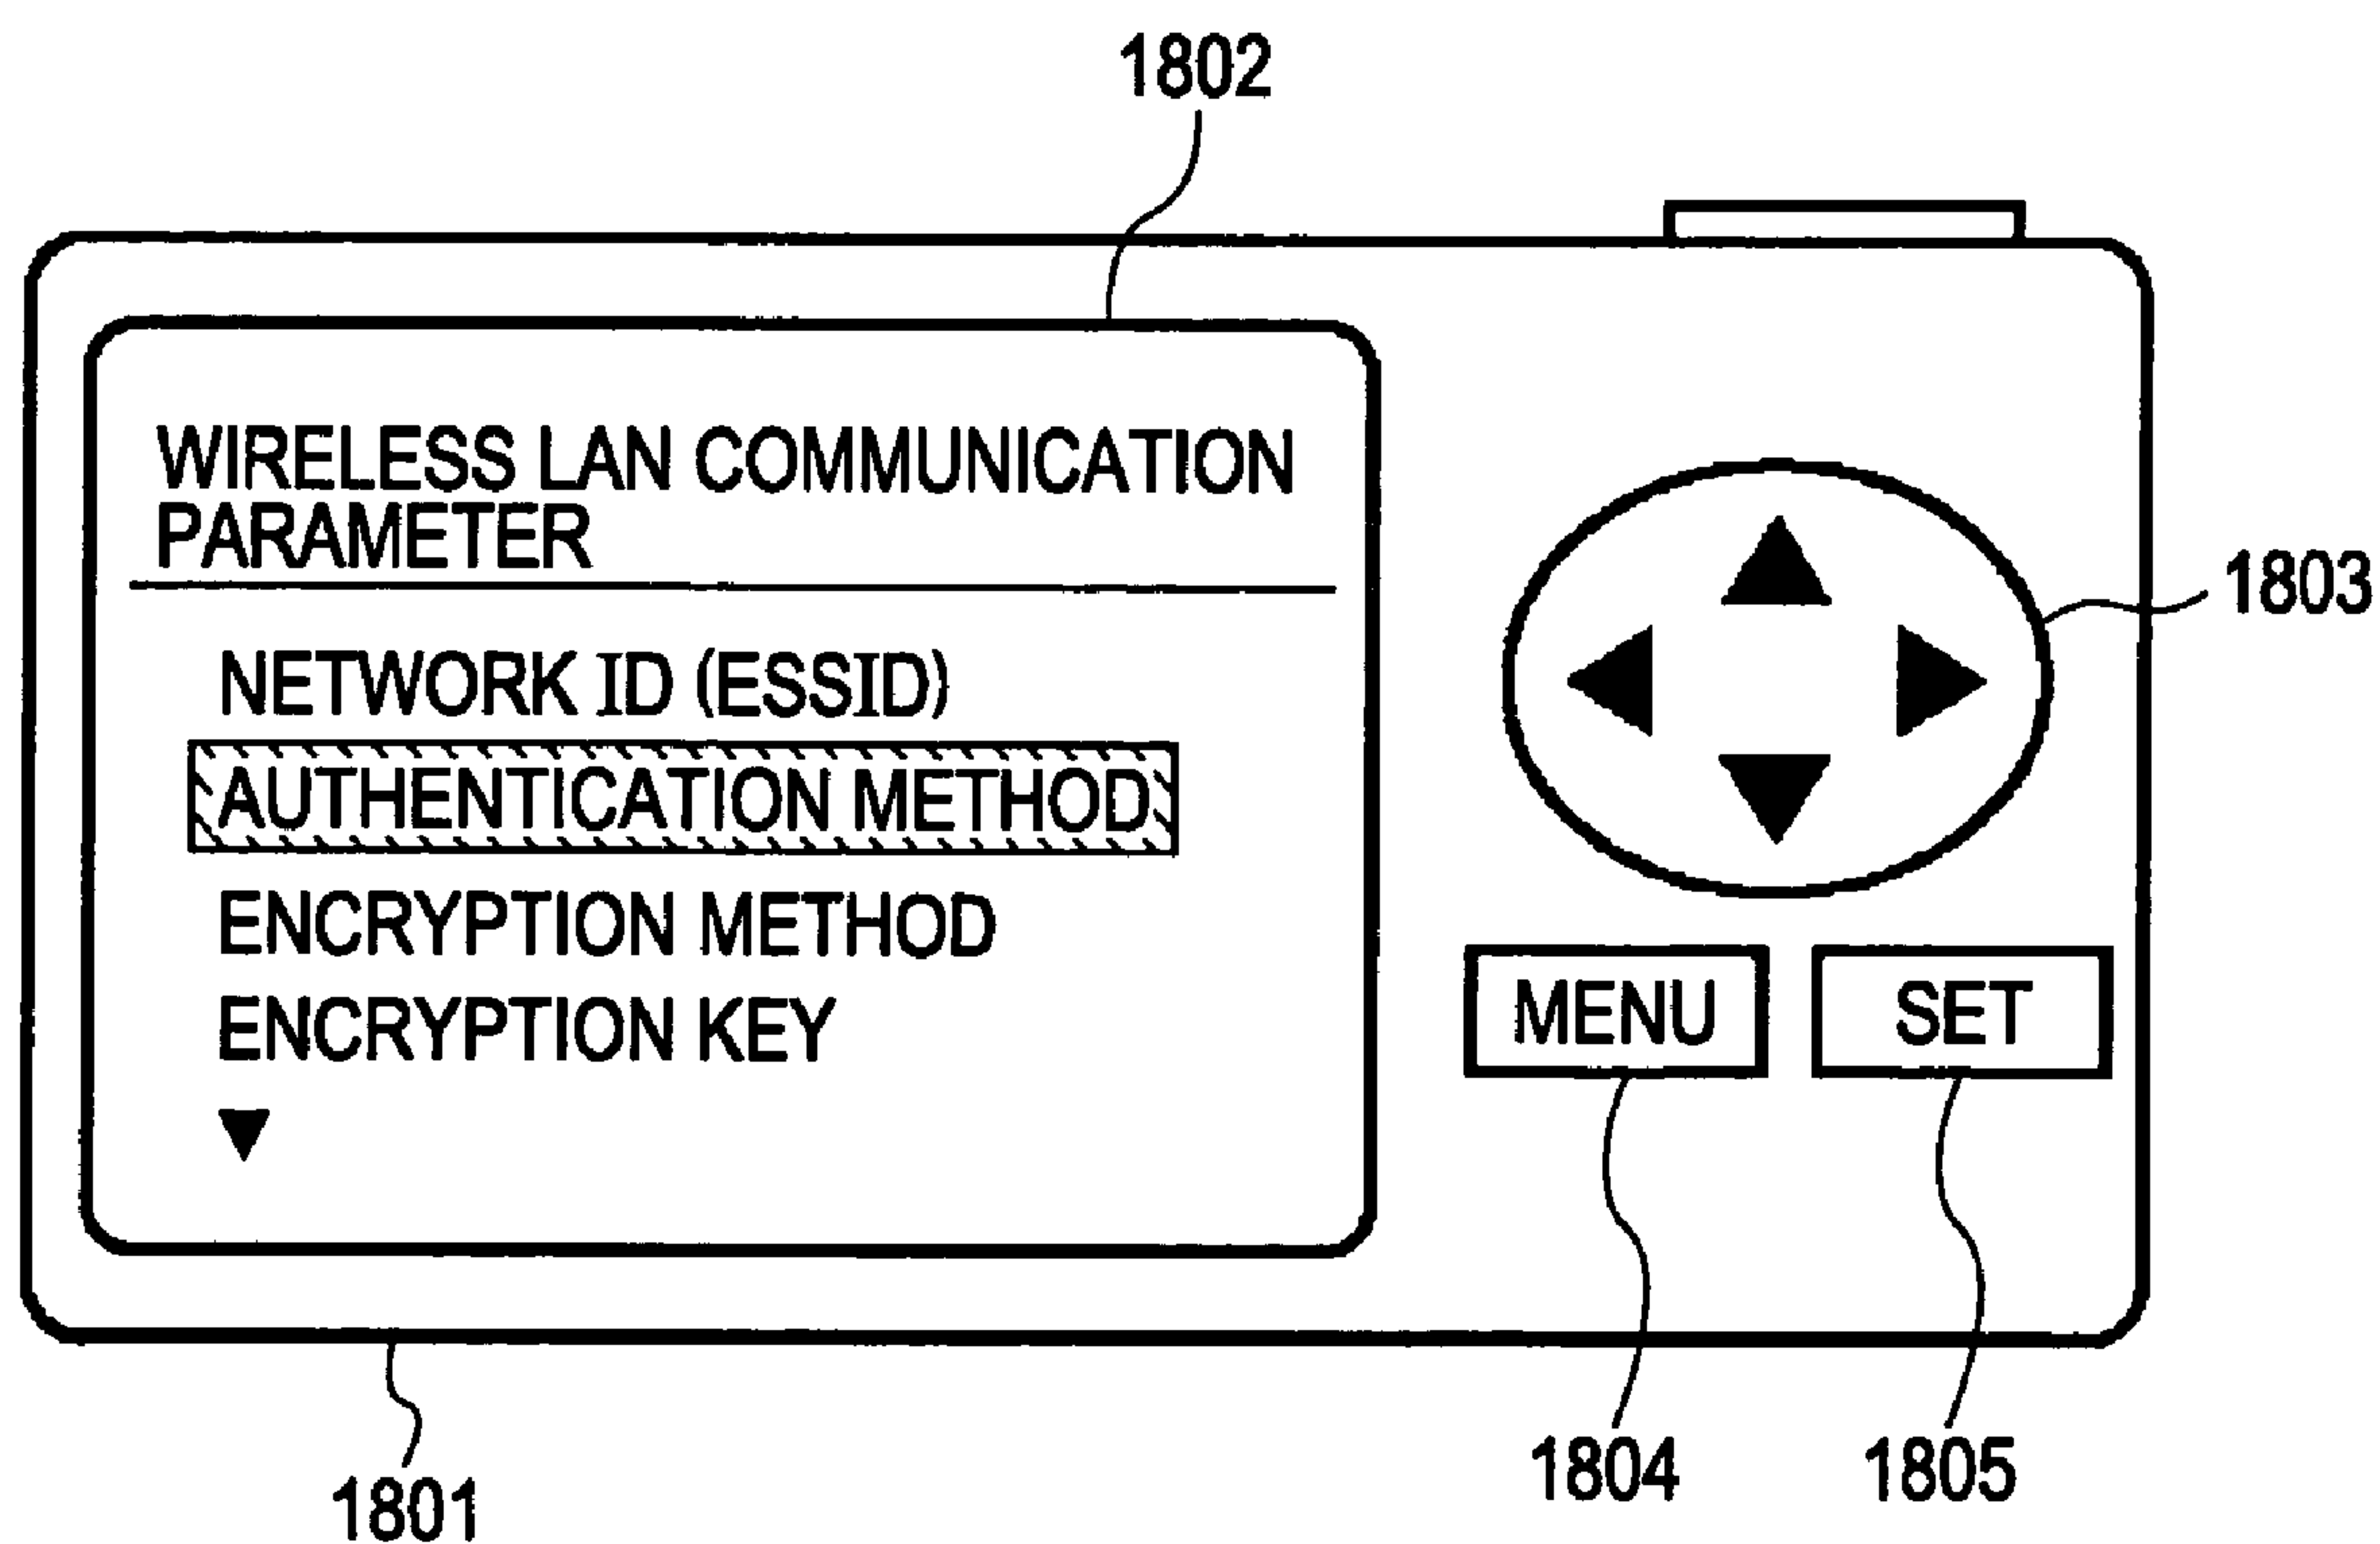 1802
WIRELESS LAN COMMUNICATION
PARAMETER
NETWORK ID (ESSID)
AUTHENTICATION METHOD
ENCRYPTION METHOD
ENCRYPTION KEY
1803
MENU
SET
1804
1805
1801